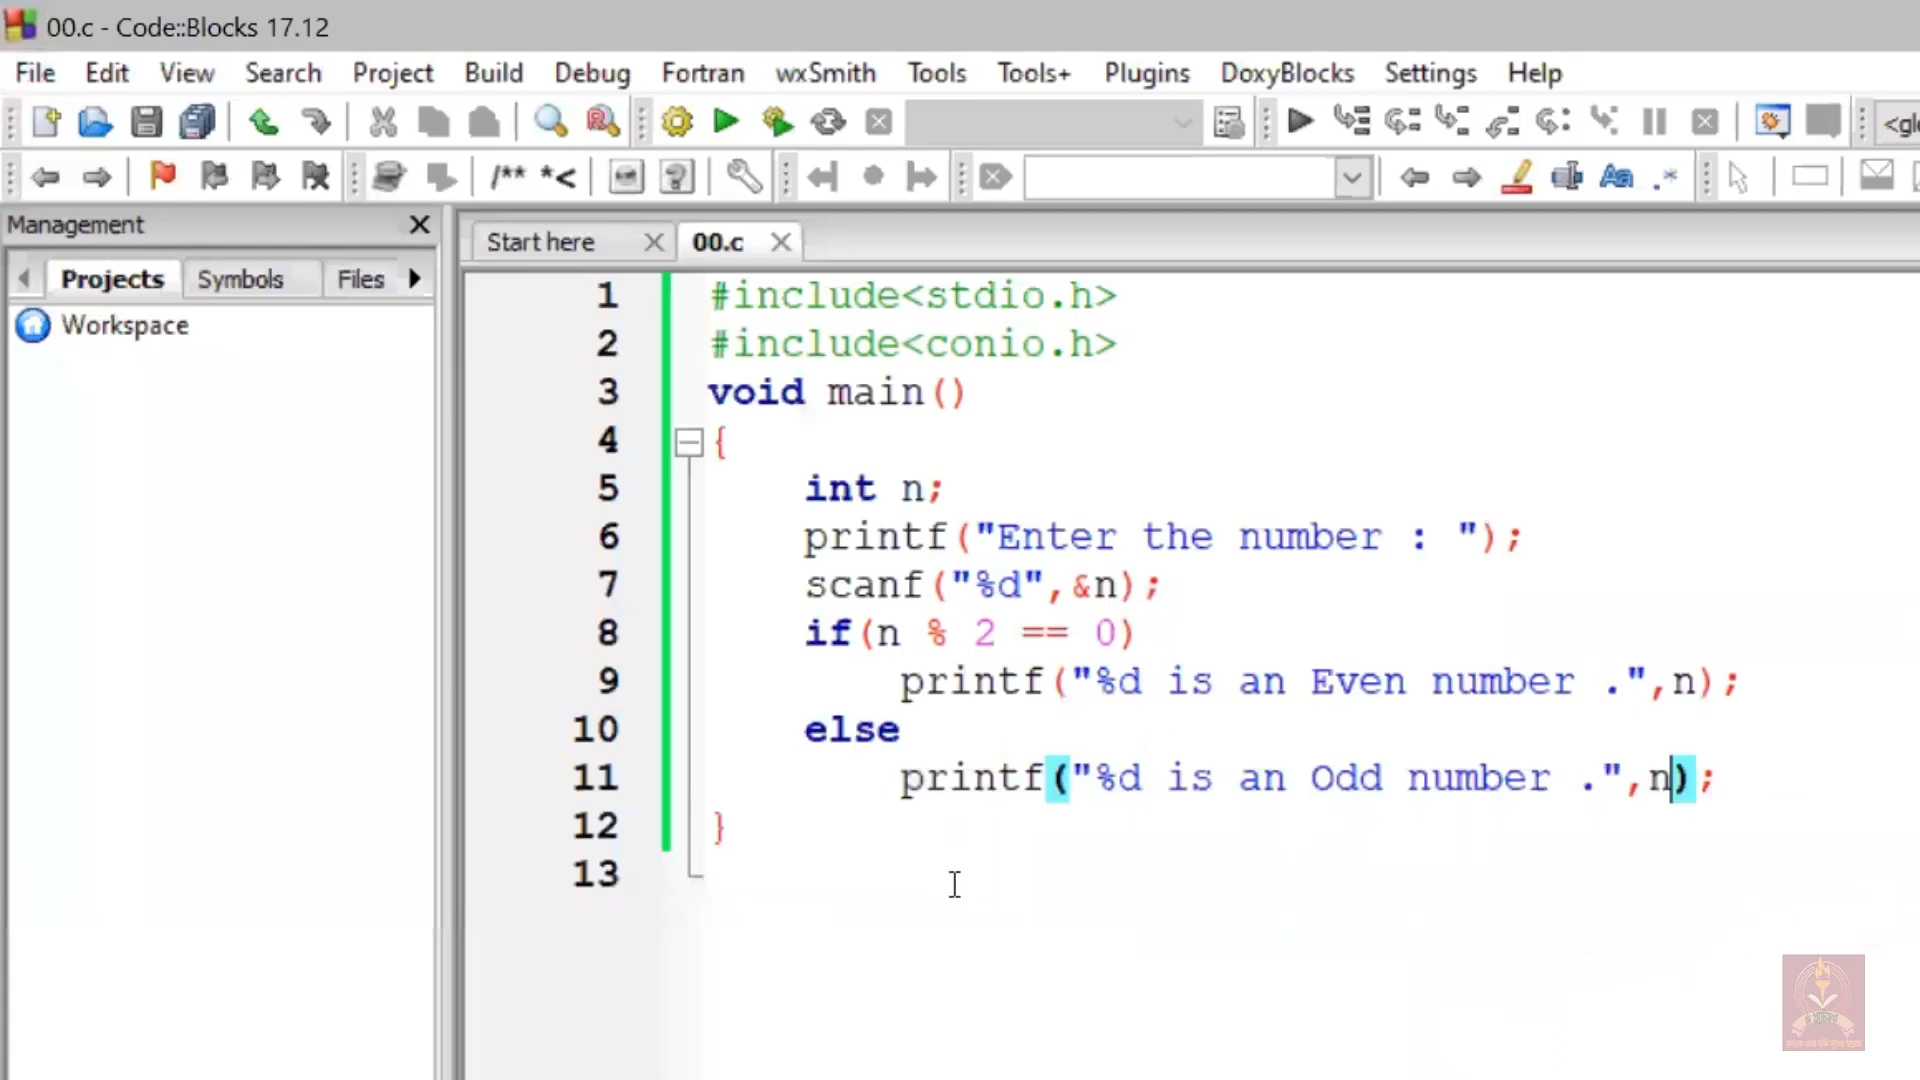 00.c - Code::Blocks 17.12
File Edit View Search Project Build Debug Fortran wxSmith Tools Tools+ Plugins DoxyBlocks Settings Help
/** *<
Management
Projects Symbols Files
Workspace
Start here 00.c
1 #include<stdio.h>
2 #include<conio.h>
3 void main()
4 {
5 int n;
6 printf("Enter the number : ");
7 scanf("%d",&n);
8 if(n % 2 == 0)
9 printf("%d is an Even number .",n);
10 else
11 printf("%d is an Odd number .",n);
12 }
13